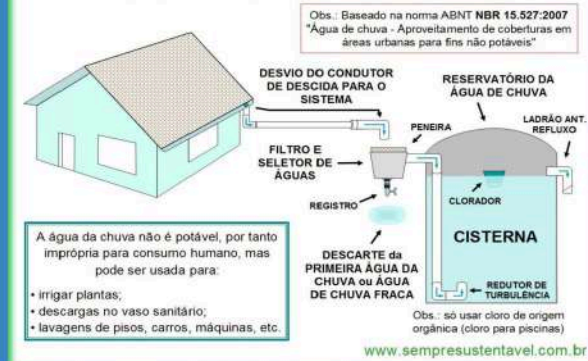 Obs.: Baseado na norma ABNT NBR 15.527:2007
"Água de chuva - Aproveitamento de coberturas em
áreas urbanas para fins não potáveis"
DESVIO DO CONDUTOR
DE DESCIDA PARA O
SISTEMA
RESERVATÓRIO DA
ÁGUA DE CHUVA
PENEIRA
LADRÃO ANT.
REFLUXO
FILTRO E
SELETOR DE
ÁGUAS
REGISTRO
CLORADOR
CISTERNA
DESCARTE da
PRIMEIRA ÁGUA DA
CHUVA ou ÁGUA
DE CHUVA FRACA
REDUTOR DE
TURBULÊNCIA
A água da chuva não é potável, por tanto
imprópria para consumo humano, mas
pode ser usada para:
• irrigar plantas;
• descargas no vaso sanitário;
• lavagens de pisos, carros, máquinas, etc.
Obs.: só usar cloro de origem
orgânica (cloro para piscinas)
www.sempresustentavel.com.br